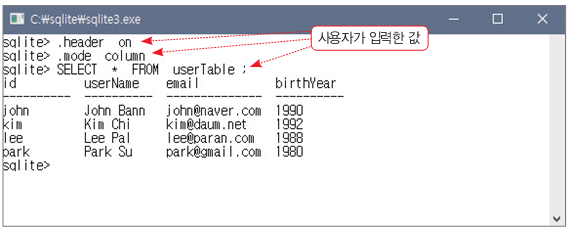 C:\sqlite\sqlite3.exe
sqlite> .header on
sqlite> .mode column
sqlite> SELECT * FROM userTable ;
사용자가 입력한 값
id userName email birthYear
---------- ---------- --------------- ----------
john John Bann john@naver.com 1990
kim Kim Chi kim@daum.net 1992
lee Lee Pal lee@paran.com 1988
park Park Su park@gmail.com 1980
sqlite>